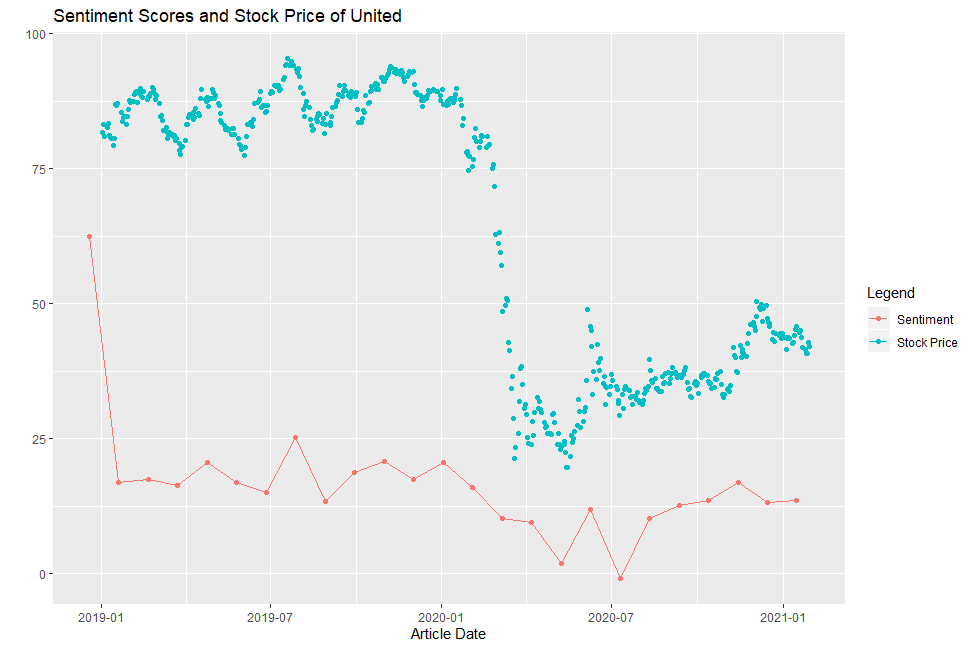 Sentiment Scores and Stock Price of United
100
75
50
25
0
2019-01
2019-07
2020-01
2020-07
2021-01
Article Date
Legend
Sentiment
Stock Price